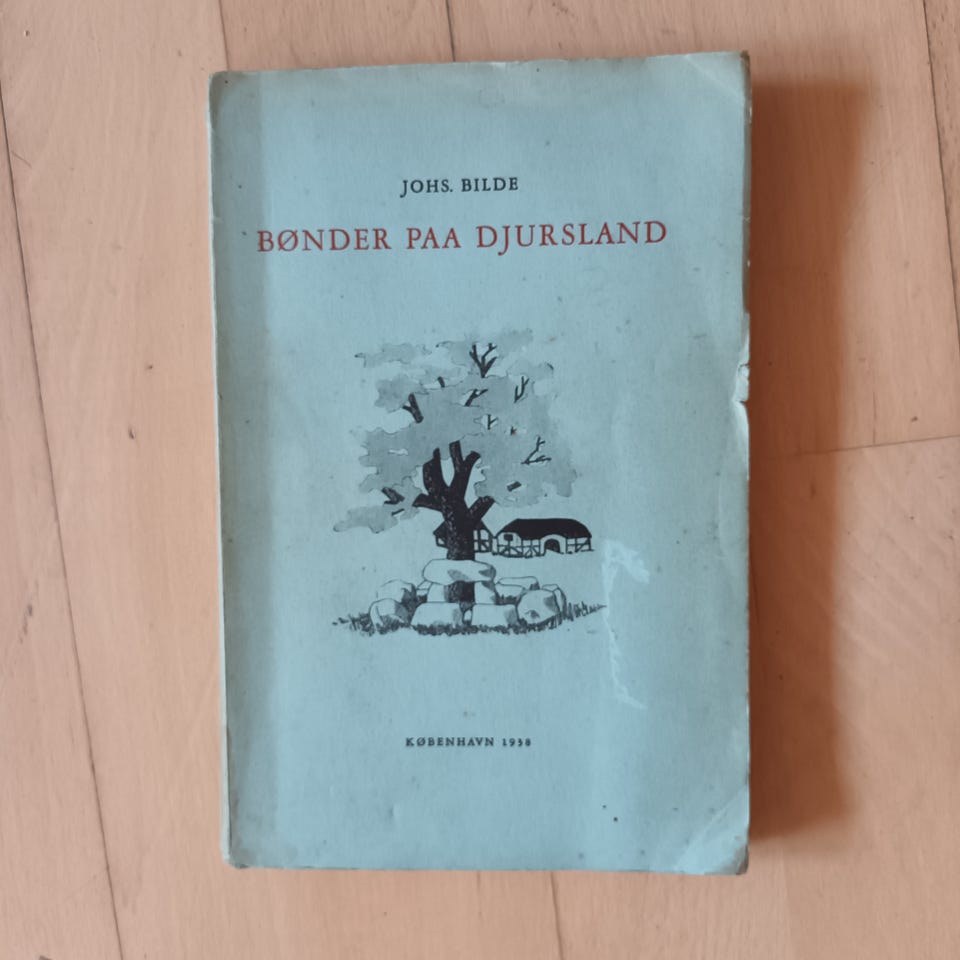 JOHS. BILDE
BØNDER PAA DJURSLAND
KØBENHAVN 1958